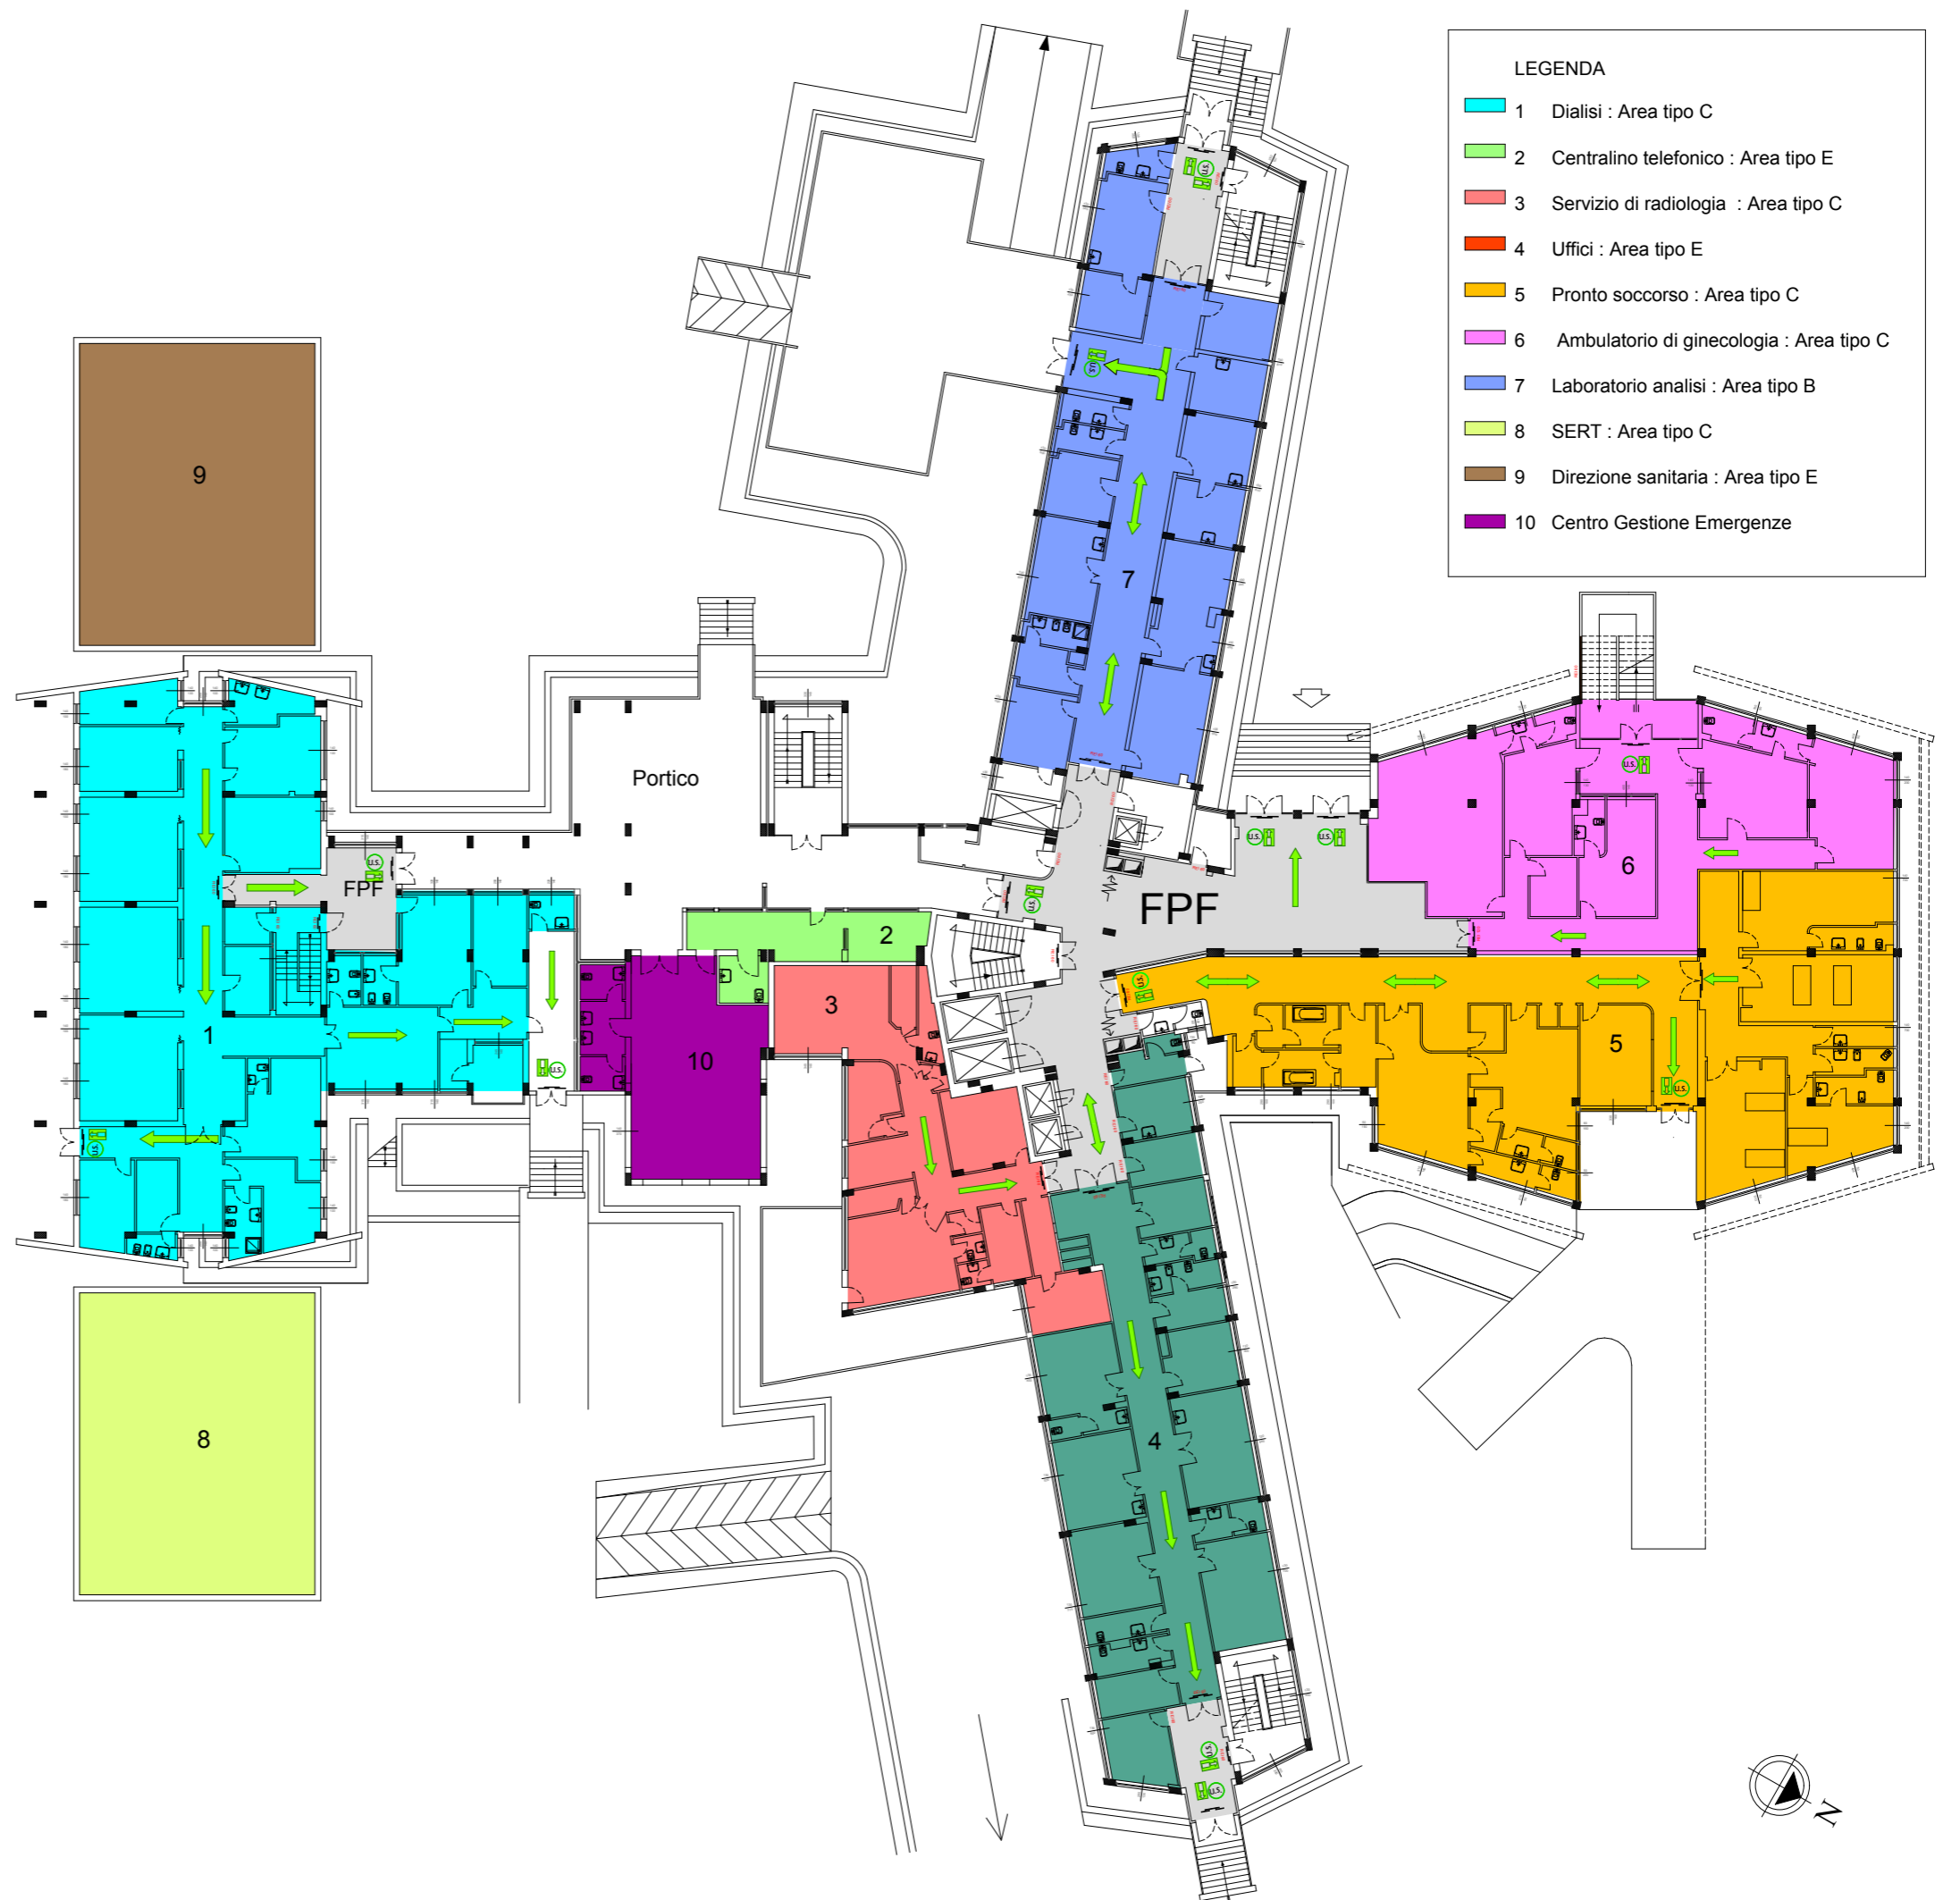 LEGENDA
1 Dialisi : Area tipo C
2 Centralino telefonico : Area tipo E
3 Servizio di radiologia : Area tipo C
4 Uffici : Area tipo E
5 Pronto soccorso : Area tipo C
6 Ambulatorio di ginecologia : Area tipo C
7 Laboratorio analisi : Area tipo B
8 SERT : Area tipo C
9 Direzione sanitaria : Area tipo E
10 Centro Gestione Emergenze
U.S.
U.S.
9
7
Portico
U.S.
U.S.
U.S.
U.S.
FPF
6
U.S.
FPF
2
U.S.
3
1
5
10
U.S.
U.S.
U.S.
8
4
U.S.
U.S.
N